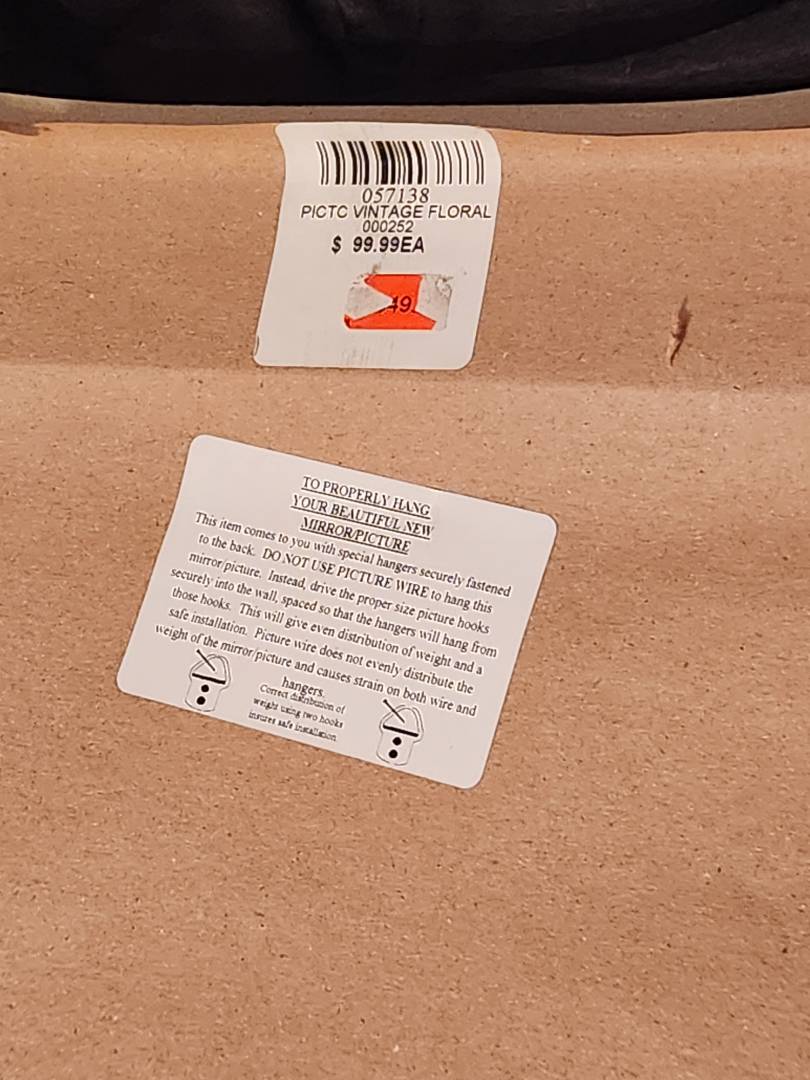 057138
PICTC VINTAGE FLORAL
000252
$ 99.99EA
49
TO PROPERLY HANG
YOUR BEAUTIFUL NEW
MIRROR/PICTURE
This item comes to you with special hangers securely fastened
to the back. DO NOT USE PICTURE WIRE to hang this
mirror/picture. Instead, drive the proper size picture hooks
securely into the wall, spaced so that the hangers will hang from
those hooks. This will give even distribution of weight and a
safe installation. Picture wire does not evenly distribute the
weight of the mirror/picture and causes strain on both wire and
hangers.
Correct distribution of
weight using two hooks
insures safe installation